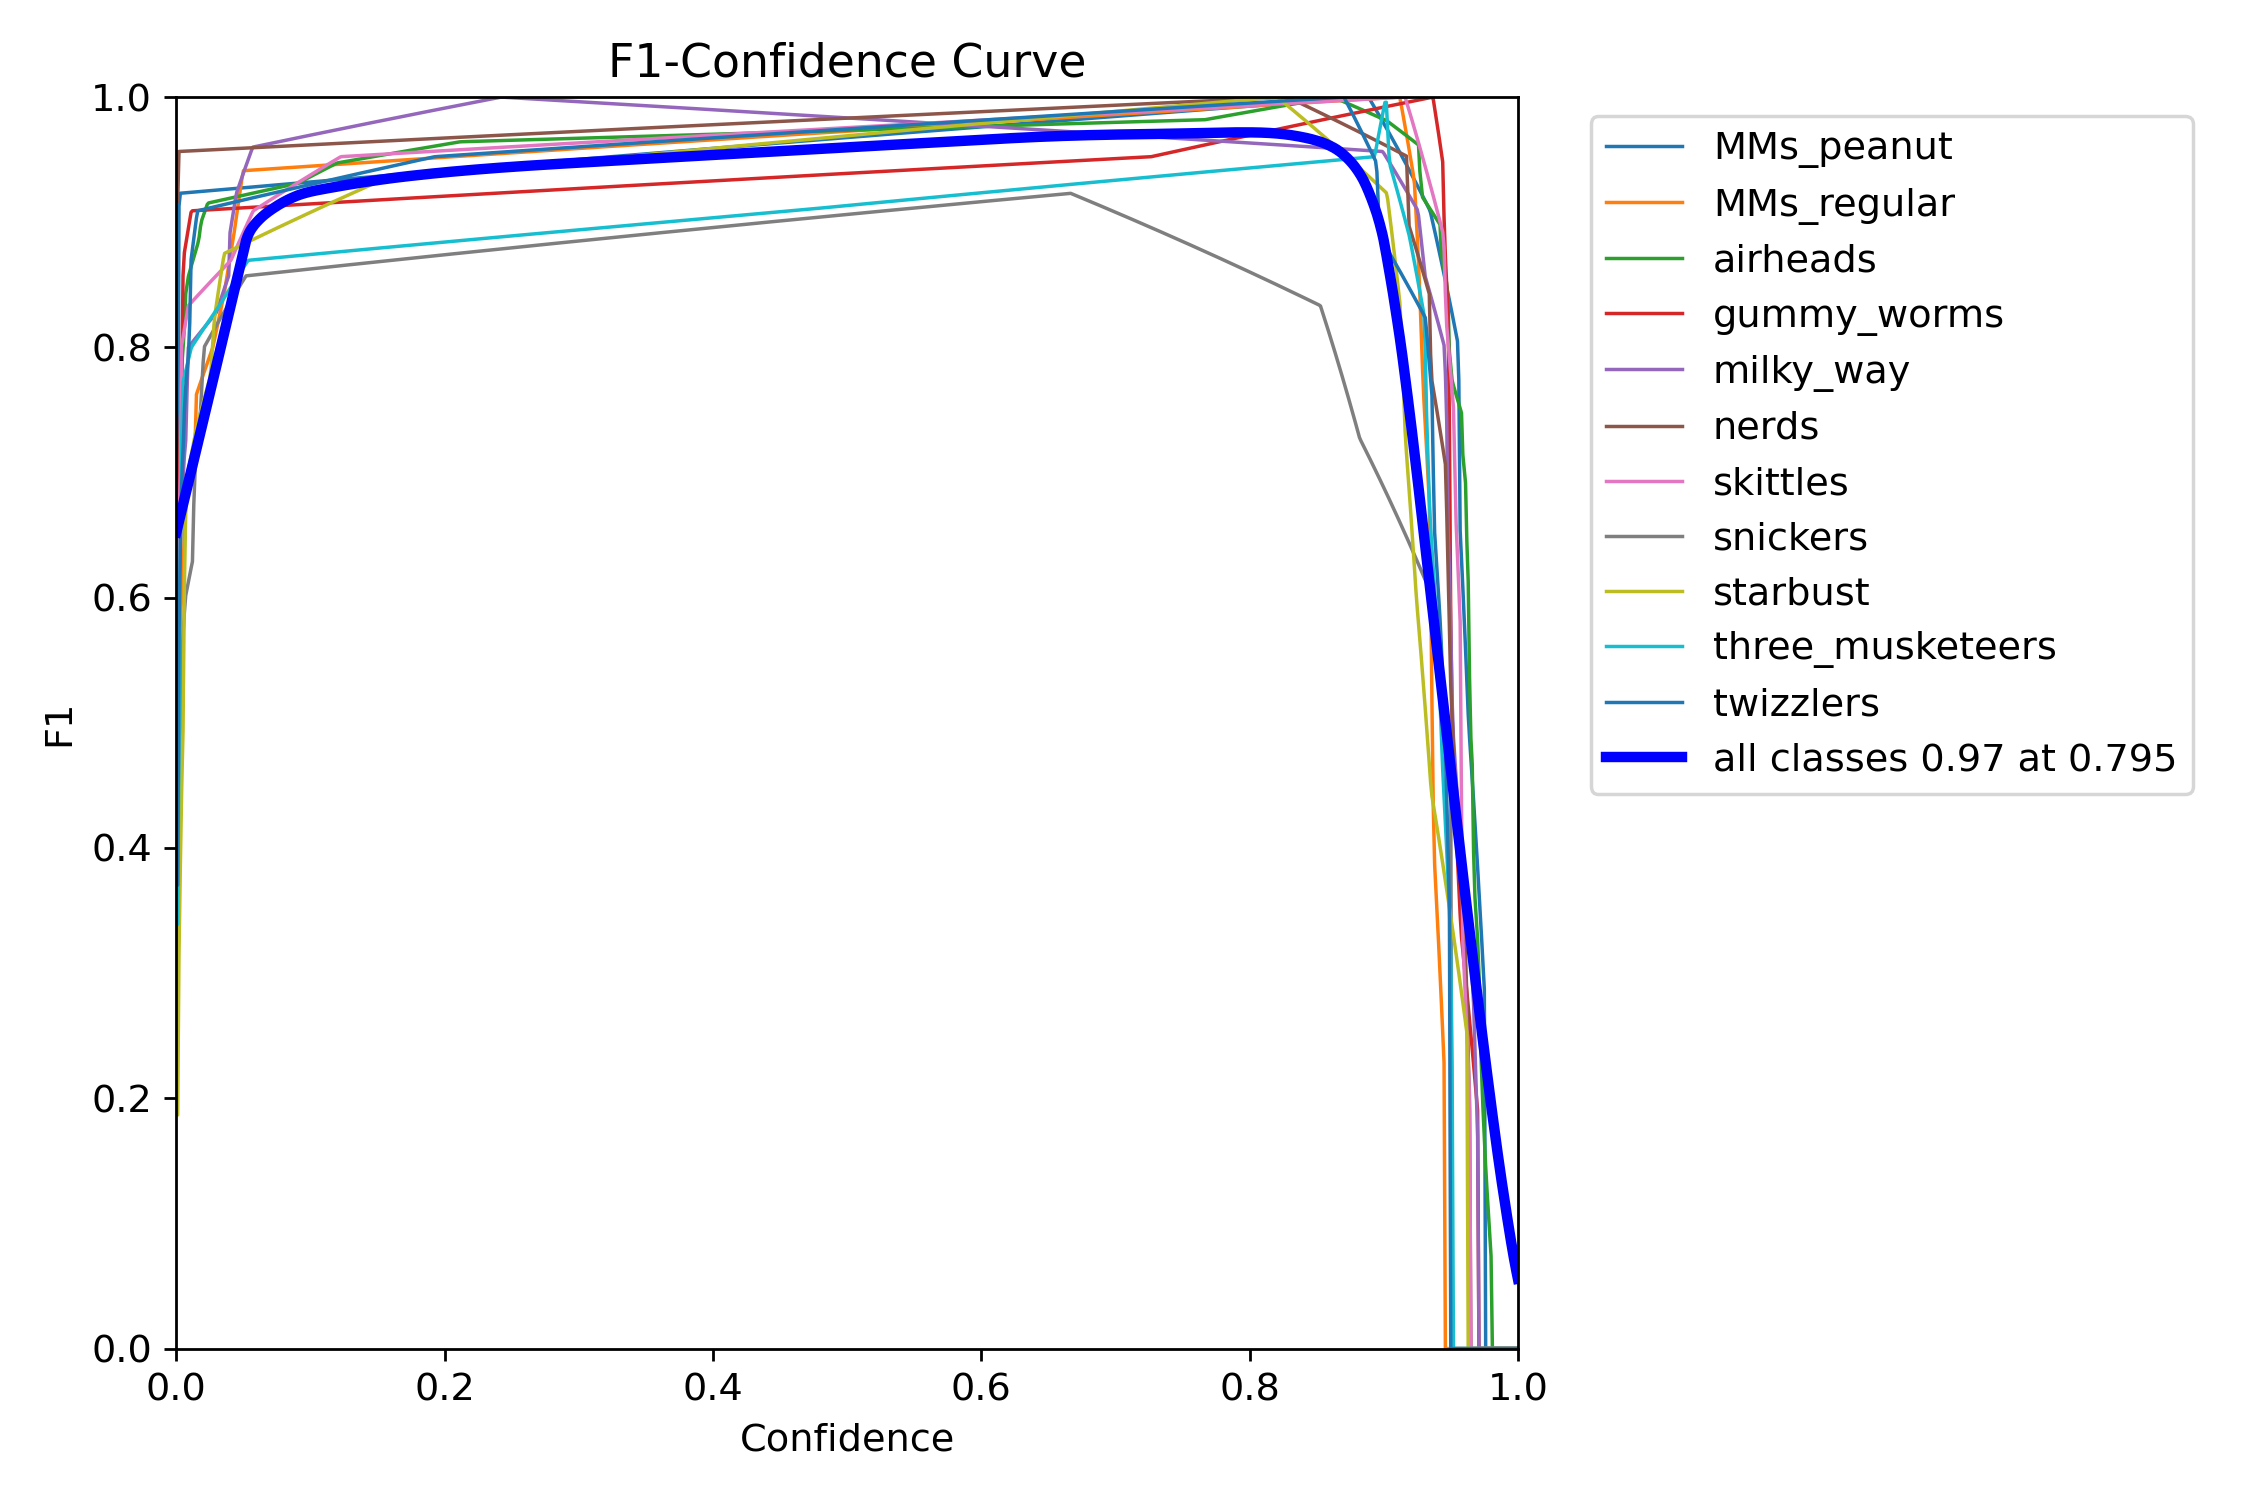 F1-Confidence Curve
1.0
0.8
0.6
0.4
0.2
0.0
F1
0.0 0.2 0.4 0.6 0.8 1.0
Confidence
MMs_peanut
MMs_regular
airheads
gummy_worms
milky_way
nerds
skittles
snickers
starbust
three_musketeers
twizzlers
all classes 0.97 at 0.795